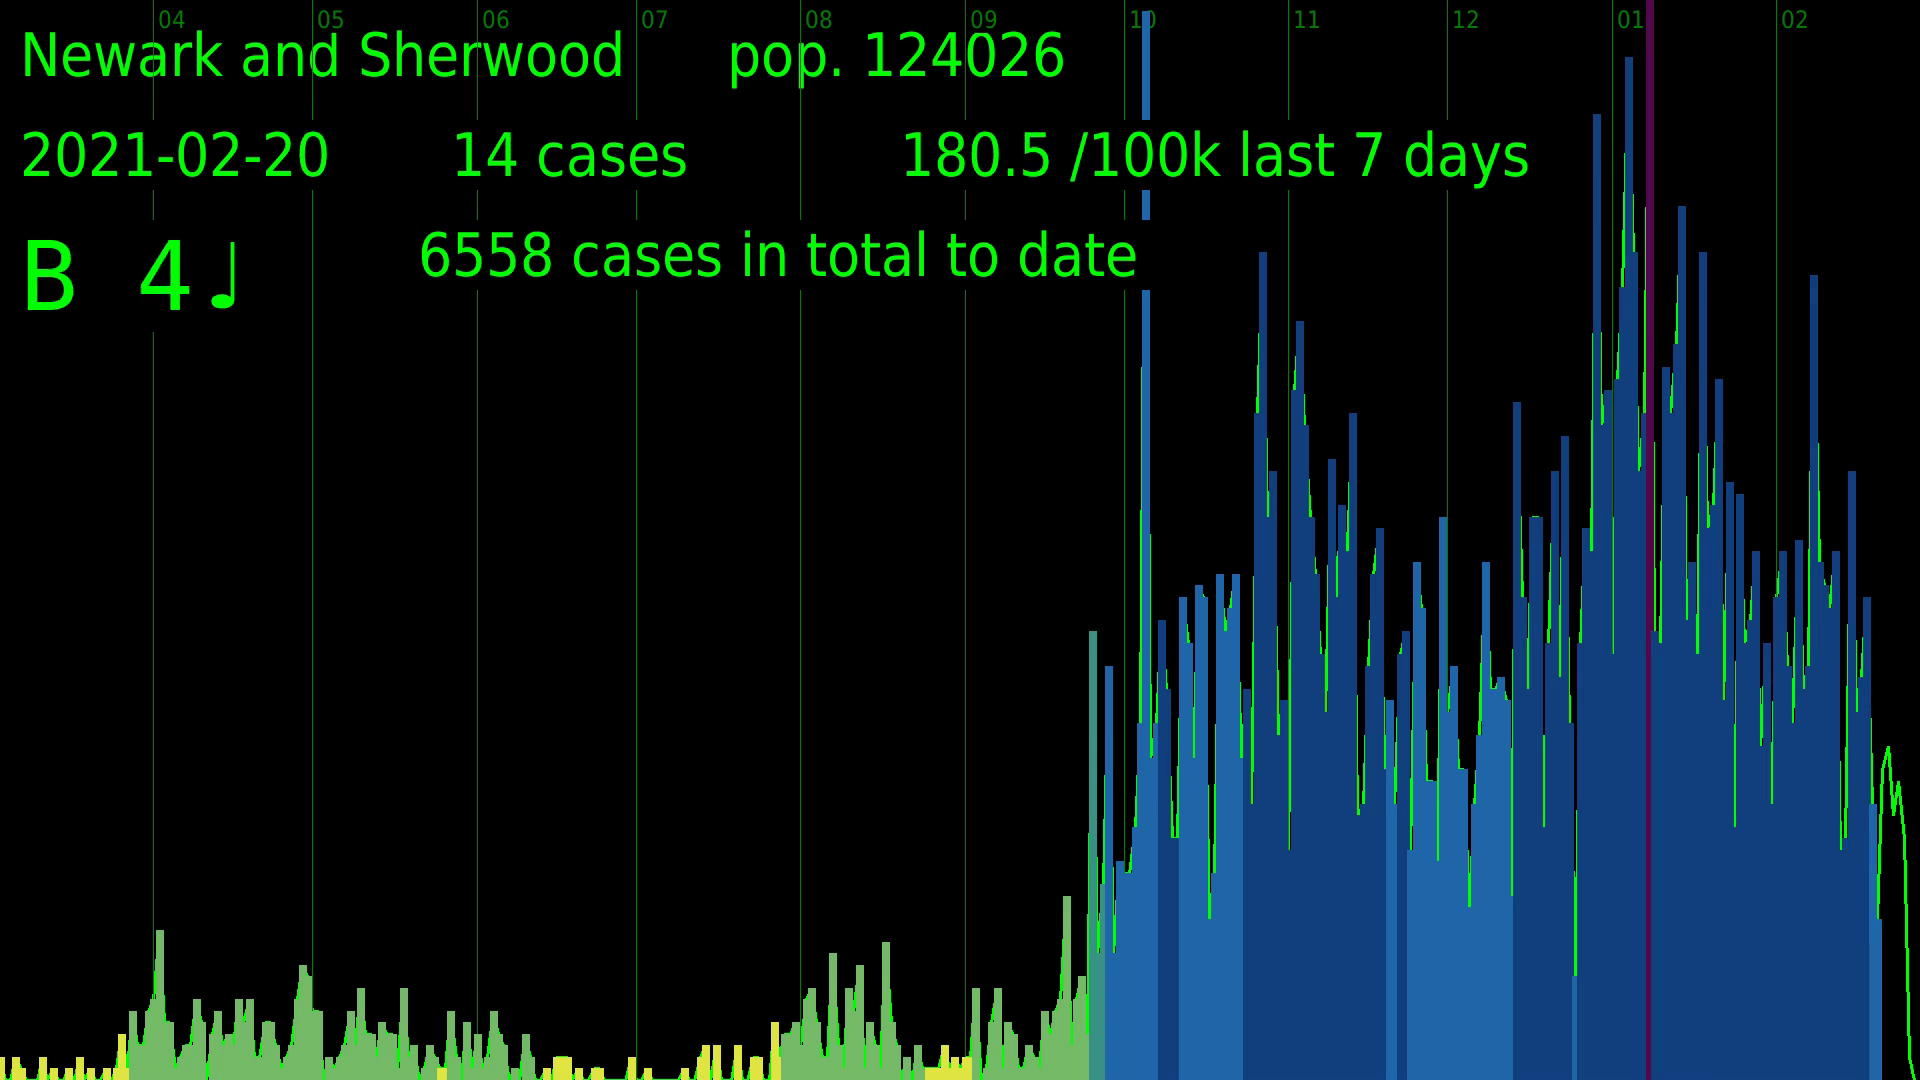 04 05 06 07 08 09 10 11 12 01 02
Newark and Sherwood pop. 124026
2021-02-20 14 cases 180.5 /100k last 7 days
B 4♩ 6558 cases in total to date